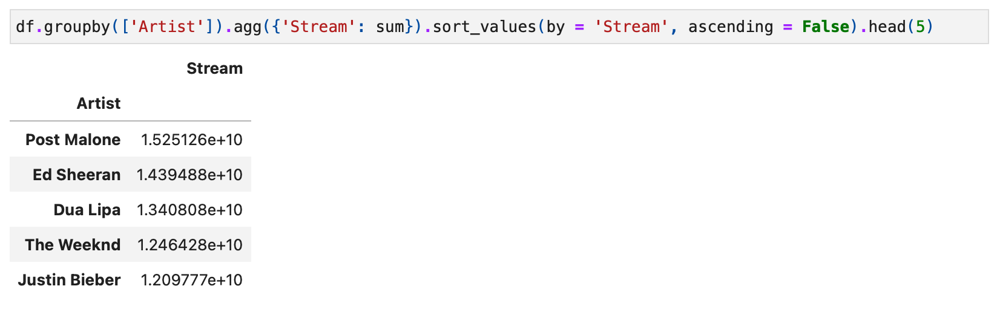 df.groupby(['Artist']).agg({'Stream': sum}).sort_values(by = 'Stream', ascending = False).head(5)
Stream
Artist
Post Malone 1.525126e+10
Ed Sheeran 1.439488e+10
Dua Lipa 1.340808e+10
The Weeknd 1.246428e+10
Justin Bieber 1.209777e+10